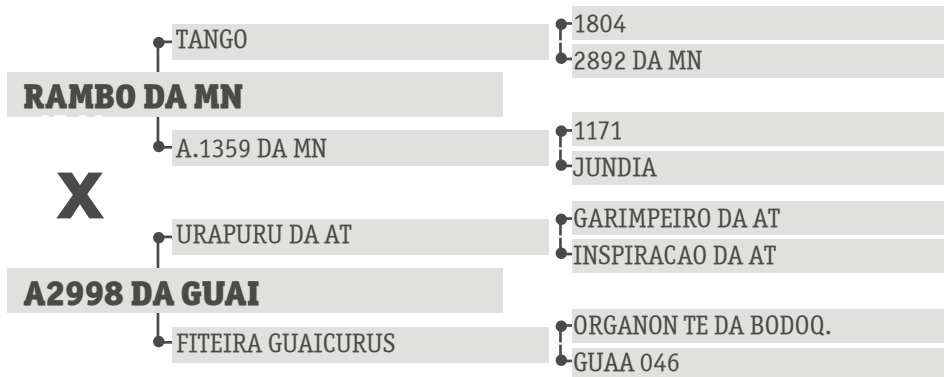 TANGO
1804
2892 DA MN
RAMBO DA MN
A.1359 DA MN
1171
JUNDIA
X
URAPURU DA AT
GARIMPEIRO DA AT
INSPIRACAO DA AT
A2998 DA GUAI
FITEIRA GUAICURUS
ORGANON TE DA BODOQ.
GUAA 046